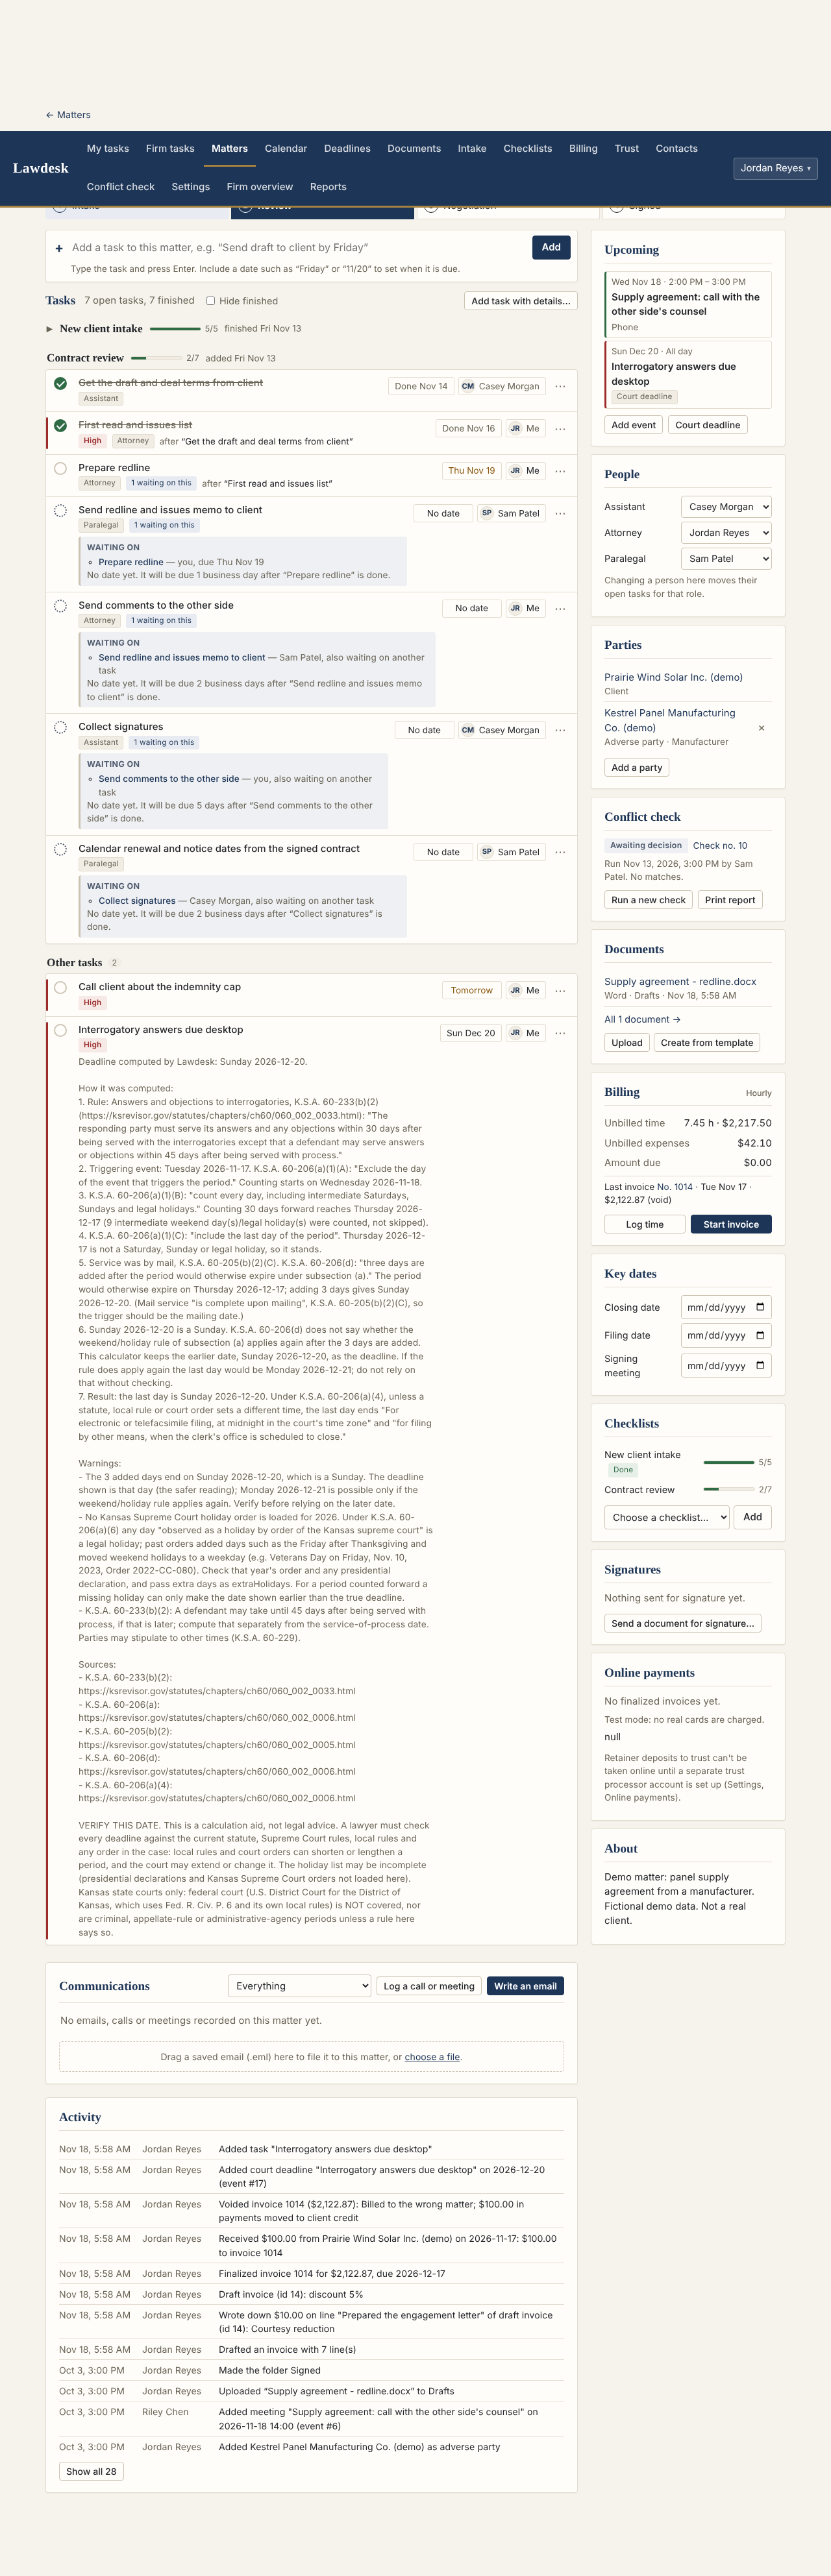 ← Matters
Lawdesk
My tasks Firm tasks Matters Calendar Deadlines Documents Intake Checklists Billing Trust Contacts
Conflict check Settings Firm overview Reports
Jordan Reyes ▾
+ Add a task to this matter, e.g. “Send draft to client by Friday”
Add
Type the task and press Enter. Include a date such as “Friday” or “11/20” to set when it is due.
Tasks 7 open tasks, 7 finished Hide finished Add task with details…
▶ New client intake 5/5 finished Fri Nov 13
Contract review 2/7 added Fri Nov 13
Get the draft and deal terms from client Done Nov 14 CM Casey Morgan ⋯
Assistant
First read and issues list Done Nov 16 JR Me ⋯
High Attorney after “Get the draft and deal terms from client”
Prepare redline Thu Nov 19 JR Me ⋯
Attorney 1 waiting on this after “First read and issues list”
Send redline and issues memo to client No date SP Sam Patel ⋯
Paralegal 1 waiting on this
WAITING ON
Prepare redline — you, due Thu Nov 19
No date yet. It will be due 1 business day after “Prepare redline” is done.
Send comments to the other side No date JR Me ⋯
Attorney 1 waiting on this
WAITING ON
Send redline and issues memo to client — Sam Patel, also waiting on another
task
No date yet. It will be due 2 business days after “Send redline and issues memo
to client” is done.
Collect signatures No date CM Casey Morgan ⋯
Assistant 1 waiting on this
WAITING ON
Send comments to the other side — you, also waiting on another
task
No date yet. It will be due 5 days after “Send comments to the other
side” is done.
Calendar renewal and notice dates from the signed contract No date SP Sam Patel ⋯
Paralegal
WAITING ON
Collect signatures — Casey Morgan, also waiting on another task
No date yet. It will be due 2 business days after “Collect signatures” is
done.
Other tasks 2
Call client about the indemnity cap Tomorrow JR Me ⋯
High
Interrogatory answers due desktop Sun Dec 20 JR Me ⋯
High
Deadline computed by Lawdesk: Sunday 2026-12-20.
How it was computed:
1. Rule: Answers and objections to interrogatories, K.S.A. 60-233(b)(2)
(https://ksrevisor.gov/statutes/chapters/ch60/060_002_0033.html): "The
responding party must serve its answers and any objections within 30 days after
being served with the interrogatories except that a defendant may serve answers
or objections within 45 days after being served with process."
2. Triggering event: Tuesday 2026-11-17. K.S.A. 60-206(a)(1)(A): "Exclude the day
of the event that triggers the period." Counting starts on Wednesday 2026-11-18.
3. K.S.A. 60-206(a)(1)(B): "count every day, including intermediate Saturdays,
Sundays and legal holidays." Counting 30 days forward reaches Thursday 2026-
12-17 (9 intermediate weekend day(s)/legal holiday(s) were counted, not skipped).
4. K.S.A. 60-206(a)(1)(C): "include the last day of the period". Thursday 2026-12-
17 is not a Saturday, Sunday or legal holiday, so it stands.
5. Service was by mail, K.S.A. 60-205(b)(2)(C). K.S.A. 60-206(d): "three days are
added after the period would otherwise expire under subsection (a)." The period
would otherwise expire on Thursday 2026-12-17; adding 3 days gives Sunday
2026-12-20. (Mail service "is complete upon mailing", K.S.A. 60-205(b)(2)(C), so
the trigger should be the mailing date.)
6. Sunday 2026-12-20 is a Sunday. K.S.A. 60-206(d) does not say whether the
weekend/holiday rule of subsection (a) applies again after the 3 days are added.
This calculator keeps the earlier date, Sunday 2026-12-20, as the deadline. If the
rule does apply again the last day would be Monday 2026-12-21; do not rely on
that without checking.
7. Result: the last day is Sunday 2026-12-20. Under K.S.A. 60-206(a)(4), unless a
statute, local rule or court order sets a different time, the last day ends "For
electronic or telefacsimile filing, at midnight in the court's time zone" and "for filing
by other means, when the clerk's office is scheduled to close."
Warnings:
- The 3 added days end on Sunday 2026-12-20, which is a Sunday. The deadline
shown is that day (the safer reading); Monday 2026-12-21 is possible only if the
weekend/holiday rule applies again. Verify before relying on the later date.
- No Kansas Supreme Court holiday order is loaded for 2026. Under K.S.A. 60-
206(a)(6) any day "observed as a holiday by order of the Kansas supreme court" is
a legal holiday; past orders added days such as the Friday after Thanksgiving and
moved weekend holidays to a weekday (e.g. Veterans Day on Friday, Nov. 10,
2023, Order 2022-CC-080). Check that year's order and any presidential
declaration, and pass extra days as extraHolidays. For a period counted forward a
missing holiday can only make the date shown earlier than the true deadline.
- K.S.A. 60-233(b)(2): A defendant may take until 45 days after being served with
process, if that is later; compute that separately from the service-of-process date.
Parties may stipulate to other times (K.S.A. 60-229).
Sources:
- K.S.A. 60-233(b)(2):
https://ksrevisor.gov/statutes/chapters/ch60/060_002_0033.html
- K.S.A. 60-206(a):
https://ksrevisor.gov/statutes/chapters/ch60/060_002_0006.html
- K.S.A. 60-205(b)(2):
https://ksrevisor.gov/statutes/chapters/ch60/060_002_0005.html
- K.S.A. 60-206(d):
https://ksrevisor.gov/statutes/chapters/ch60/060_002_0006.html
- K.S.A. 60-206(a)(4):
https://ksrevisor.gov/statutes/chapters/ch60/060_002_0006.html
VERIFY THIS DATE. This is a calculation aid, not legal advice. A lawyer must check
every deadline against the current statute, Supreme Court rules, local rules and
any order in the case: local rules and court orders can shorten or lengthen a
period, and the court may extend or change it. The holiday list may be incomplete
(presidential declarations and Kansas Supreme Court orders not loaded here).
Kansas state courts only: federal court (U.S. District Court for the District of
Kansas, which uses Fed. R. Civ. P. 6 and its own local rules) is NOT covered, nor
are criminal, appellate-rule or administrative-agency periods unless a rule here
says so.
Communications Everything Log a call or meeting Write an email
No emails, calls or meetings recorded on this matter yet.
Drag a saved email (.eml) here to file it to this matter, or choose a file.
Activity
Nov 18, 5:58 AM Jordan Reyes Added task "Interrogatory answers due desktop"
Nov 18, 5:58 AM Jordan Reyes Added court deadline "Interrogatory answers due desktop" on 2026-12-20
(event #17)
Nov 18, 5:58 AM Jordan Reyes Voided invoice 1014 ($2,122.87): Billed to the wrong matter; $100.00 in
payments moved to client credit
Nov 18, 5:58 AM Jordan Reyes Received $100.00 from Prairie Wind Solar Inc. (demo) on 2026-11-17: $100.00
to invoice 1014
Nov 18, 5:58 AM Jordan Reyes Finalized invoice 1014 for $2,122.87, due 2026-12-17
Nov 18, 5:58 AM Jordan Reyes Draft invoice (id 14): discount 5%
Nov 18, 5:58 AM Jordan Reyes Wrote down $10.00 on line "Prepared the engagement letter" of draft invoice
(id 14): Courtesy reduction
Nov 18, 5:58 AM Jordan Reyes Drafted an invoice with 7 line(s)
Oct 3, 3:00 PM Jordan Reyes Made the folder Signed
Oct 3, 3:00 PM Jordan Reyes Uploaded “Supply agreement - redline.docx” to Drafts
Oct 3, 3:00 PM Riley Chen Added meeting "Supply agreement: call with the other side's counsel" on
2026-11-18 14:00 (event #6)
Oct 3, 3:00 PM Jordan Reyes Added Kestrel Panel Manufacturing Co. (demo) as adverse party
Show all 28
Upcoming
Wed Nov 18 · 2:00 PM – 3:00 PM
Supply agreement: call with the
other side's counsel
Phone
Sun Dec 20 · All day
Interrogatory answers due
desktop
Court deadline
Add event Court deadline
People
Assistant Casey Morgan
Attorney Jordan Reyes
Paralegal Sam Patel
Changing a person here moves their
open tasks for that role.
Parties
Prairie Wind Solar Inc. (demo)
Client
Kestrel Panel Manufacturing
Co. (demo) ×
Adverse party · Manufacturer
Add a party
Conflict check
Awaiting decision Check no. 10
Run Nov 13, 2026, 3:00 PM by Sam
Patel. No matches.
Run a new check Print report
Documents
Supply agreement - redline.docx
Word · Drafts · Nov 18, 5:58 AM
All 1 document →
Upload Create from template
Billing Hourly
Unbilled time 7.45 h · $2,217.50
Unbilled expenses $42.10
Amount due $0.00
Last invoice No. 1014 · Tue Nov 17 ·
$2,122.87 (void)
Log time Start invoice
Key dates
Closing date mm/dd/yyyy
Filing date mm/dd/yyyy
Signing
meeting mm/dd/yyyy
Checklists
New client intake 5/5
Done
Contract review 2/7
Choose a checklist… Add
Signatures
Nothing sent for signature yet.
Send a document for signature…
Online payments
No finalized invoices yet.
Test mode: no real cards are charged.
null
Retainer deposits to trust can't be
taken online until a separate trust
processor account is set up (Settings,
Online payments).
About
Demo matter: panel supply
agreement from a manufacturer.
Fictional demo data. Not a real
client.